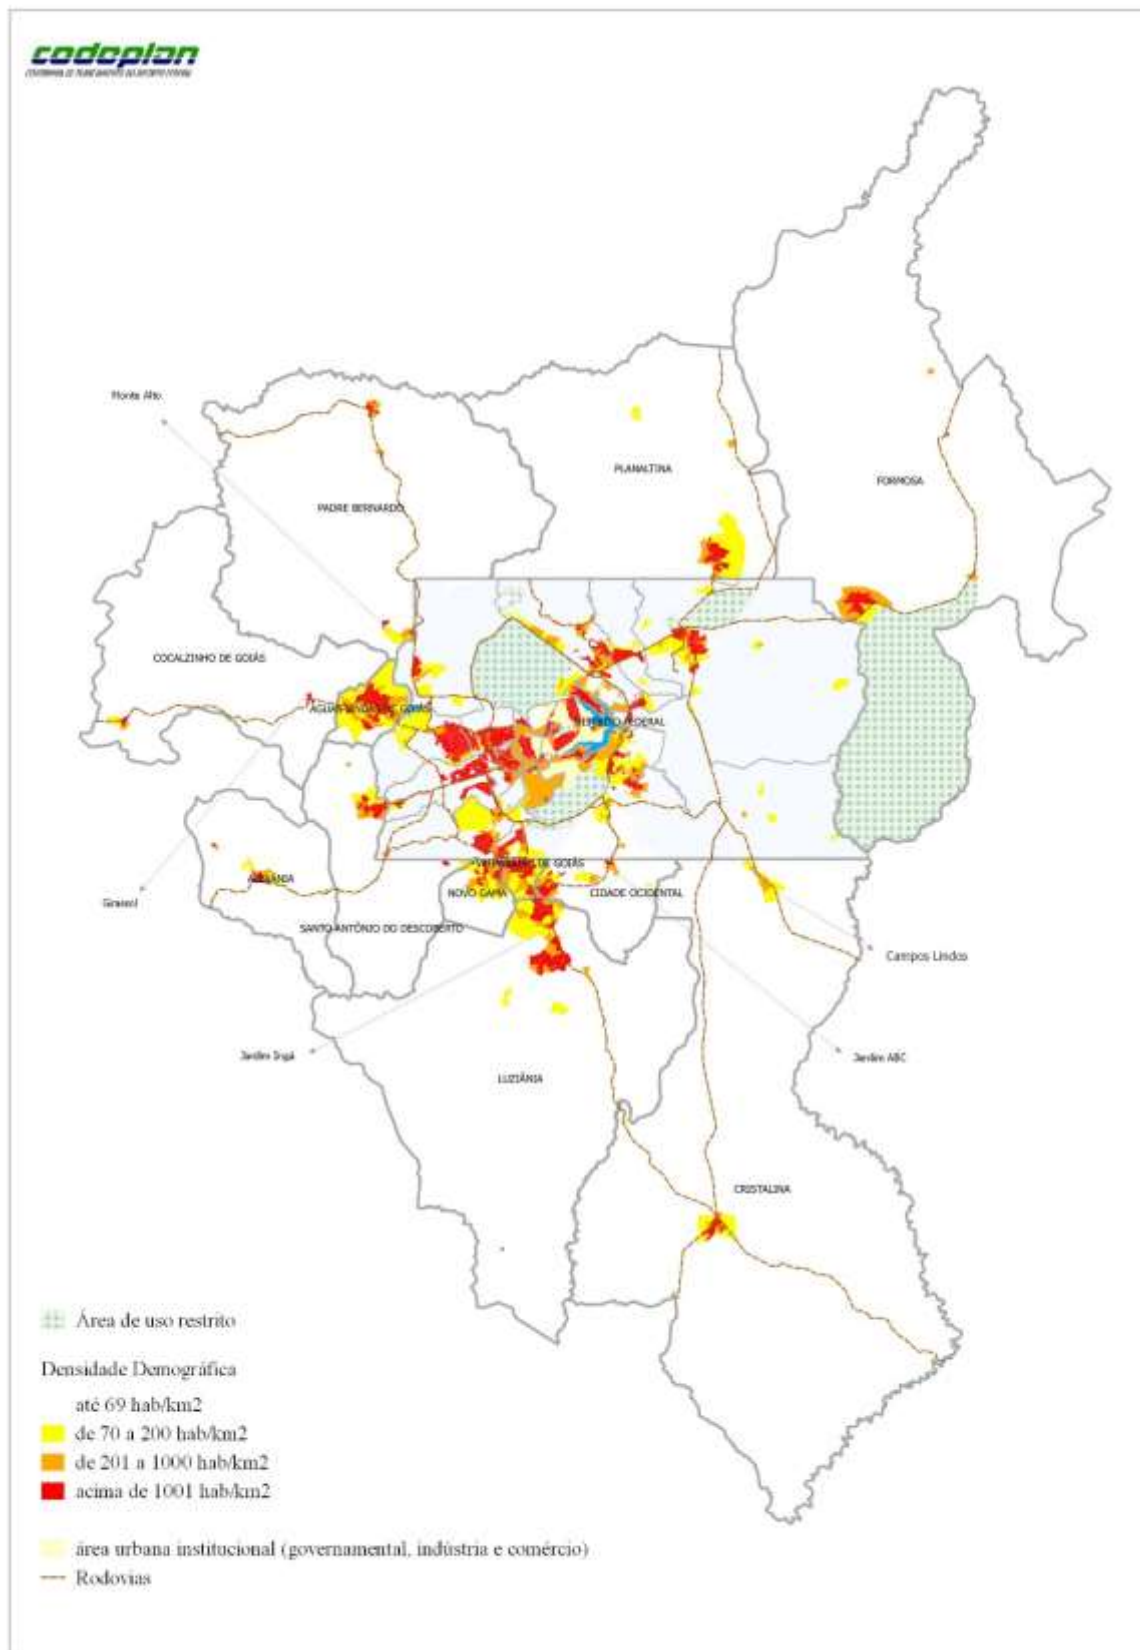 codeplan
Monte Alto
PLANALTINA
FORMOSA
PADRE BERNARDO
COCALZINHO DE GOIÁS
DISTRITO FEDERAL
CIDADE OCIDENTAL
NOVO GAMA
SANTO ANTÔNIO DO DESCOBERTO
Girassol
Campos Lindos
Jardim Ingá
Jardim ABC
LUZIÂNIA
CRISTALINA
Área de uso restrito
Densidade Demográfica
até 69 hab/km2
de 70 a 200 hab/km2
de 201 a 1000 hab/km2
acima de 1001 hab/km2
área urbana institucional (governamental, indústria e comércio)
Rodovias